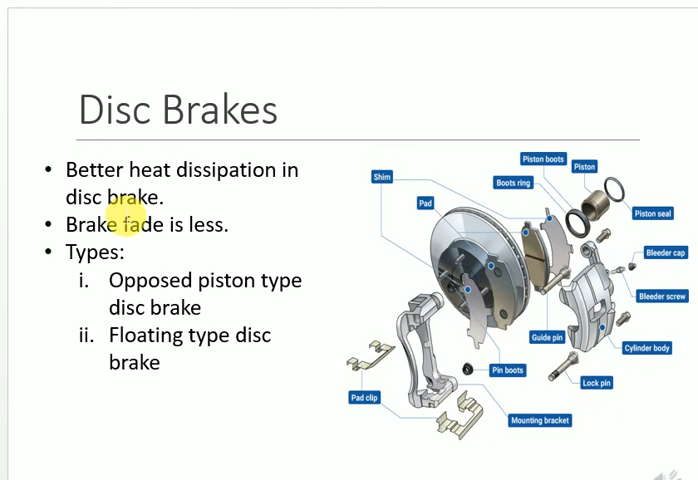 Disc Brakes
• Better heat dissipation in
disc brake.
• Brake fade is less.
• Types:
i. Opposed piston type
disc brake
ii. Floating type disc
brake
Piston boots
Piston
Shim
Boots ring
Pad
Piston seal
Bleeder cap
Bleeder screw
Guide pin
Cylinder body
Pin boots
Lock pin
Pad clip
Mounting bracket